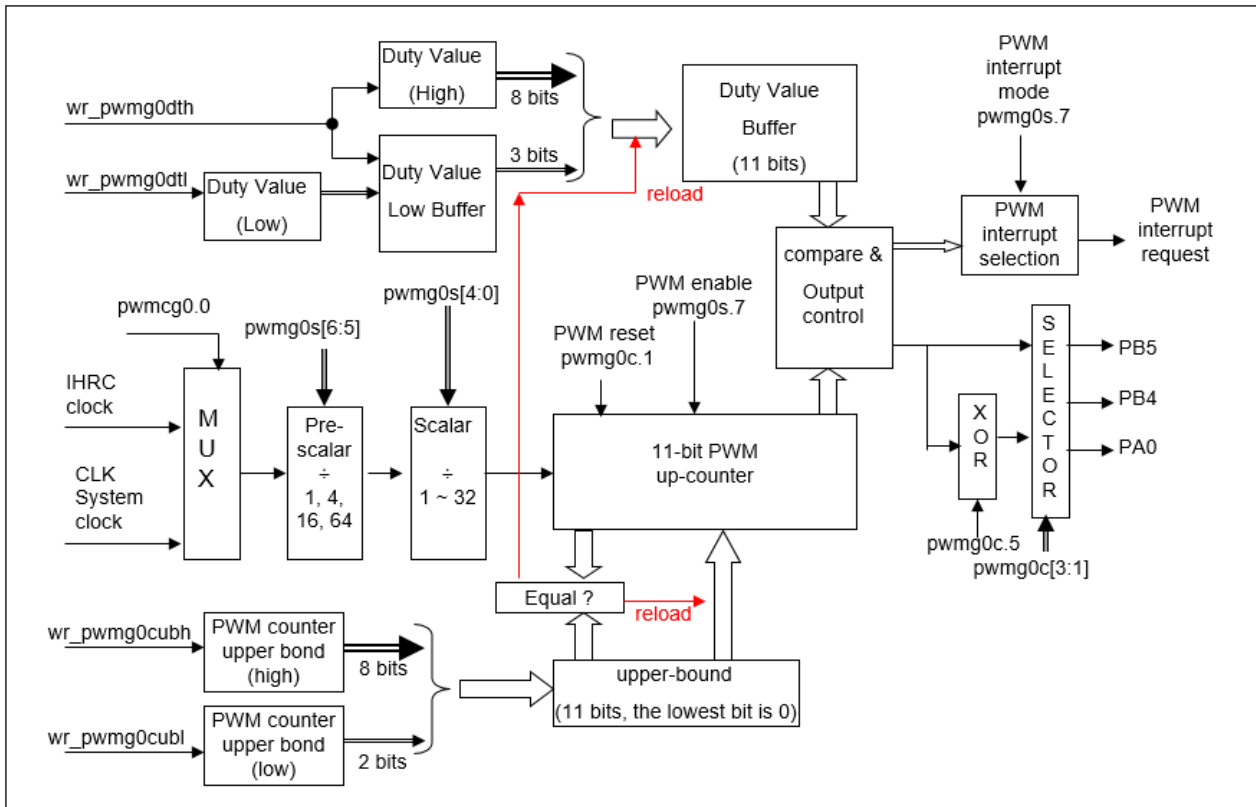 wr_pwmg0dth
wr_pwmg0dtl
Duty Value
(High)
8 bits
Duty Value
(Low)
Duty Value
Low Buffer
3 bits
reload
Duty Value
Buffer
(11 bits)
PWM
interrupt
mode
pwmg0s.7
PWM
interrupt
selection
PWM
interrupt
request
compare &
Output
control
pwmcg0.0
pwmg0s[6:5]
pwmg0s[4:0]
PWM reset
pwmg0c.1
PWM enable
pwmg0s.7
IHRC
clock
CLK
System
clock
MUX
Pre-
scalar
÷
1, 4,
16, 64
Scalar
÷
1 ~ 32
11-bit PWM
up-counter
XOR
SELECTOR
PB5
PB4
PA0
pwmg0c.5
pwmg0c[3:1]
Equal ?
reload
wr_pwmg0cubh
PWM counter
upper bond
(high)
8 bits
wr_pwmg0cubl
PWM counter
upper bond
(low)
2 bits
upper-bound
(11 bits, the lowest bit is 0)